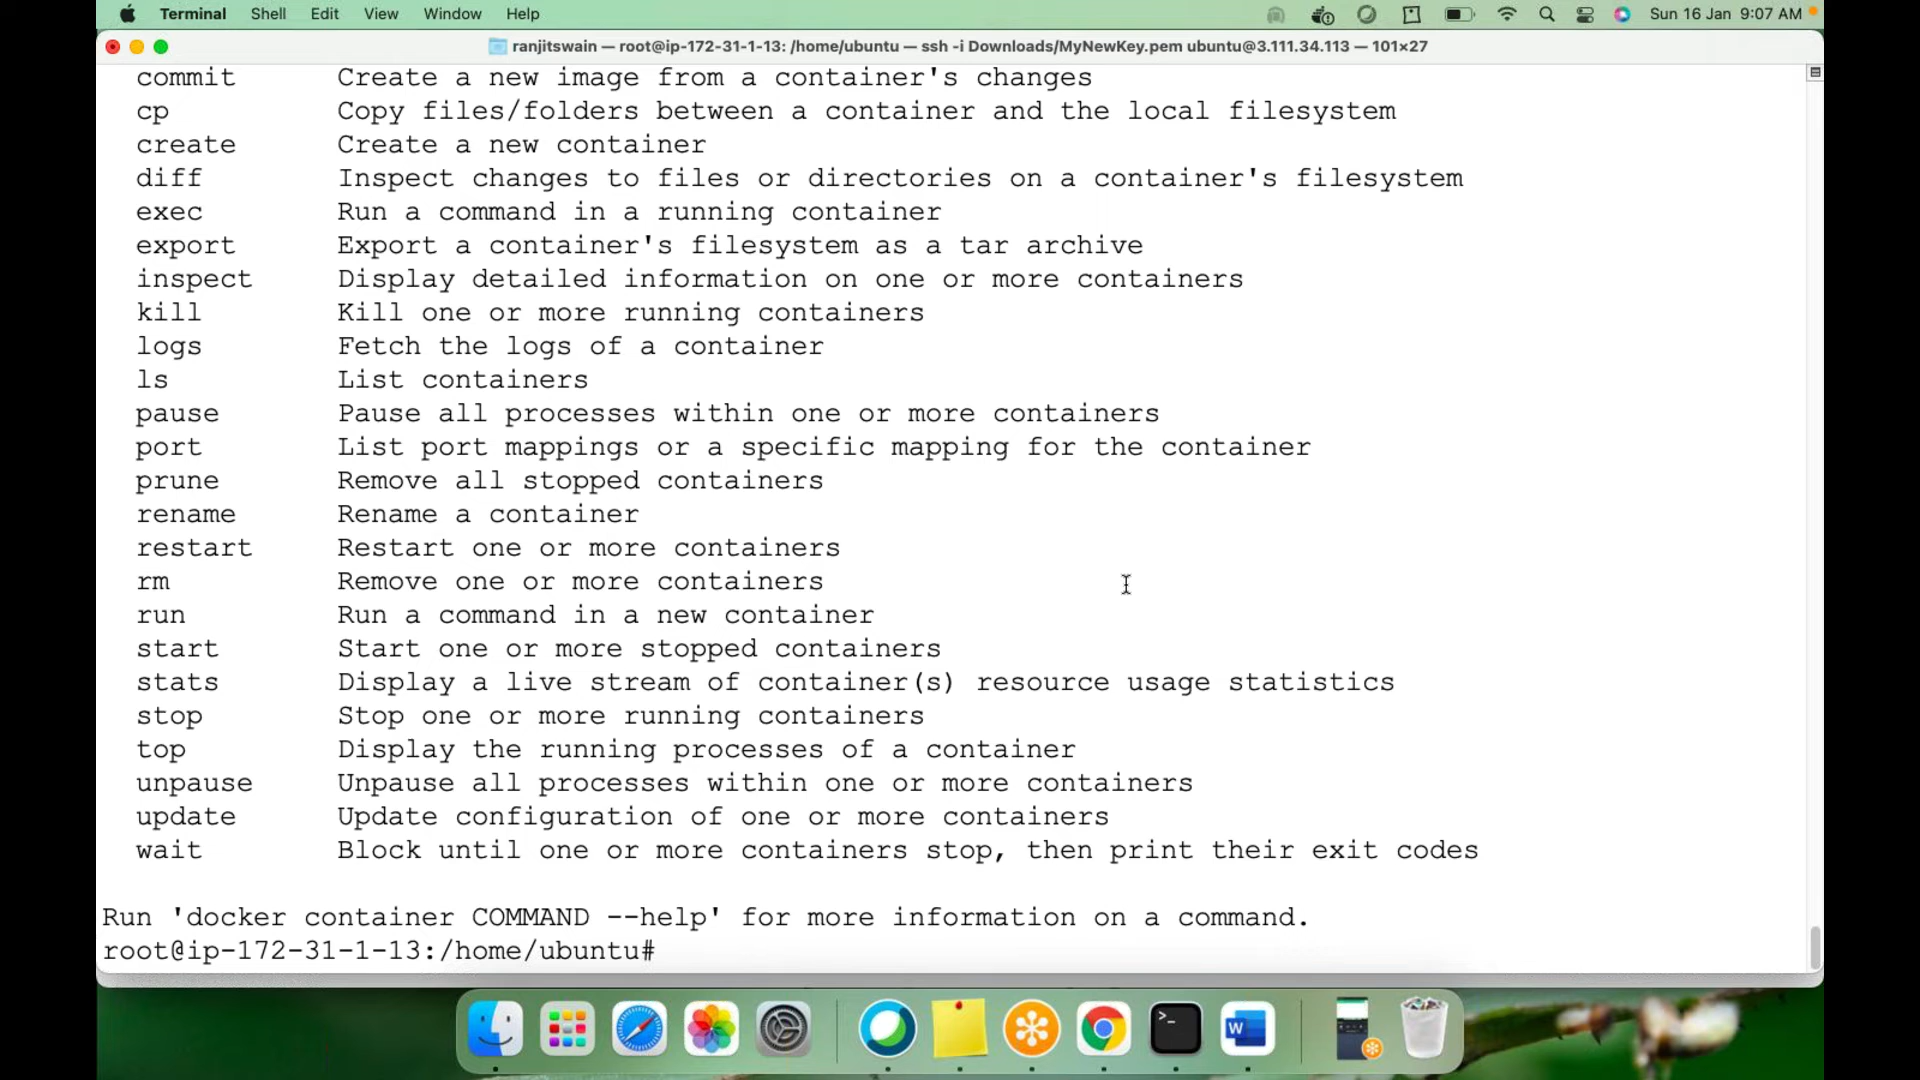 Terminal Shell Edit View Window Help Sun 16 Jan 9:07 AM
ranjitswain — root@ip-172-31-1-13: /home/ubuntu — ssh -i Downloads/MyNewKey.pem ubuntu@3.111.34.113 — 101×27
commit Create a new image from a container's changes
cp Copy files/folders between a container and the local filesystem
create Create a new container
diff Inspect changes to files or directories on a container's filesystem
exec Run a command in a running container
export Export a container's filesystem as a tar archive
inspect Display detailed information on one or more containers
kill Kill one or more running containers
logs Fetch the logs of a container
ls List containers
pause Pause all processes within one or more containers
port List port mappings or a specific mapping for the container
prune Remove all stopped containers
rename Rename a container
restart Restart one or more containers
rm Remove one or more containers
run Run a command in a new container
start Start one or more stopped containers
stats Display a live stream of container(s) resource usage statistics
stop Stop one or more running containers
top Display the running processes of a container
unpause Unpause all processes within one or more containers
update Update configuration of one or more containers
wait Block until one or more containers stop, then print their exit codes
Run 'docker container COMMAND --help' for more information on a command.
root@ip-172-31-1-13:/home/ubuntu#
>_
W